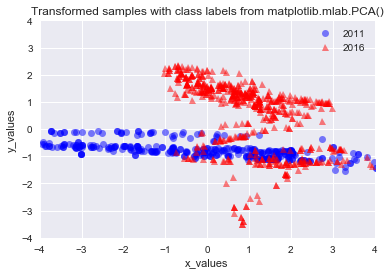 Transformed samples with class labels from matplotlib.mlab.PCA()
4
3
2
1
0
−1
−2
−3
−4
y_values
2011
2016
−4 −3 −2 −1 0 1 2 3 4
x_values